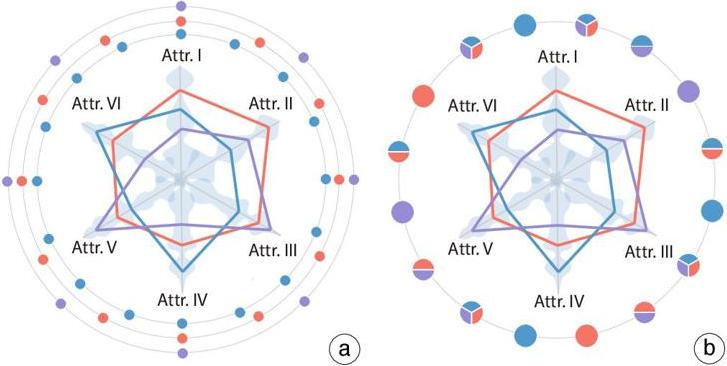 Attr. I
Attr. II
Attr. III
Attr. IV
Attr. V
Attr. VI
a
Attr. I
Attr. II
Attr. III
Attr. IV
Attr. V
Attr. VI
b